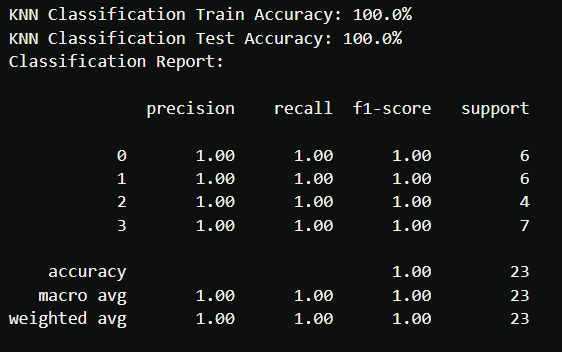 KNN Classification Train Accuracy: 100.0%
KNN Classification Test Accuracy: 100.0%
Classification Report:
precision recall f1-score support
0 1.00 1.00 1.00 6
1 1.00 1.00 1.00 6
2 1.00 1.00 1.00 4
3 1.00 1.00 1.00 7
accuracy 1.00 23
macro avg 1.00 1.00 1.00 23
weighted avg 1.00 1.00 1.00 23